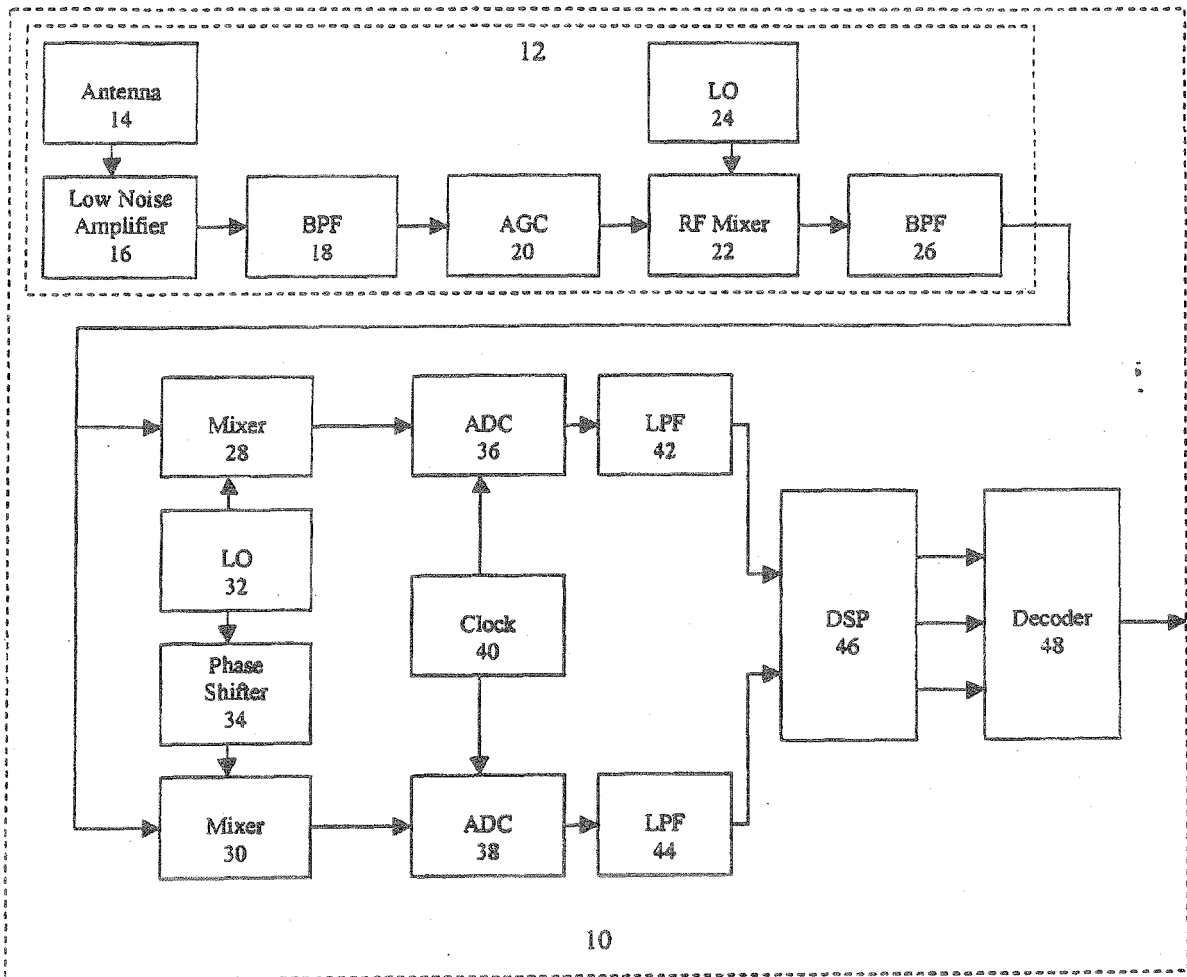 12
Antenna
14
LO
24
Low Noise
Amplifier
16
BPF
18
AGC
20
RF Mixer
22
BPF
26
Mixer
28
ADC
36
LPF
42
LO
32
Clock
40
DSP
46
Decoder
48
Phase
Shifter
34
Mixer
30
ADC
38
LPF
44
10